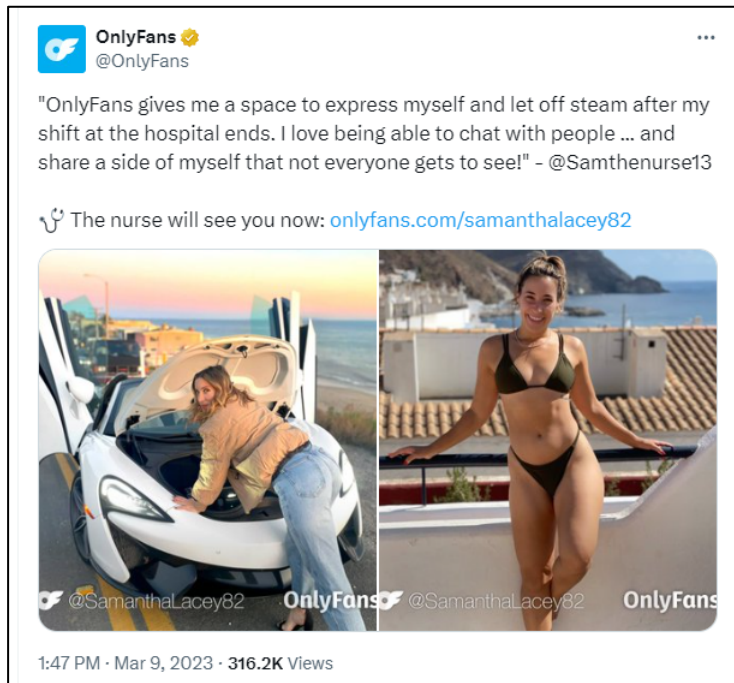 OnlyFans
@OnlyFans
"OnlyFans gives me a space to express myself and let off steam after my
shift at the hospital ends. I love being able to chat with people ... and
share a side of myself that not everyone gets to see!" - @Samthenurse13
🩺 The nurse will see you now: onlyfans.com/samanthalacey82
@SamanthaLacey82 OnlyFans
@SamanthaLacey82 OnlyFans
1:47 PM · Mar 9, 2023 · 316.2K Views